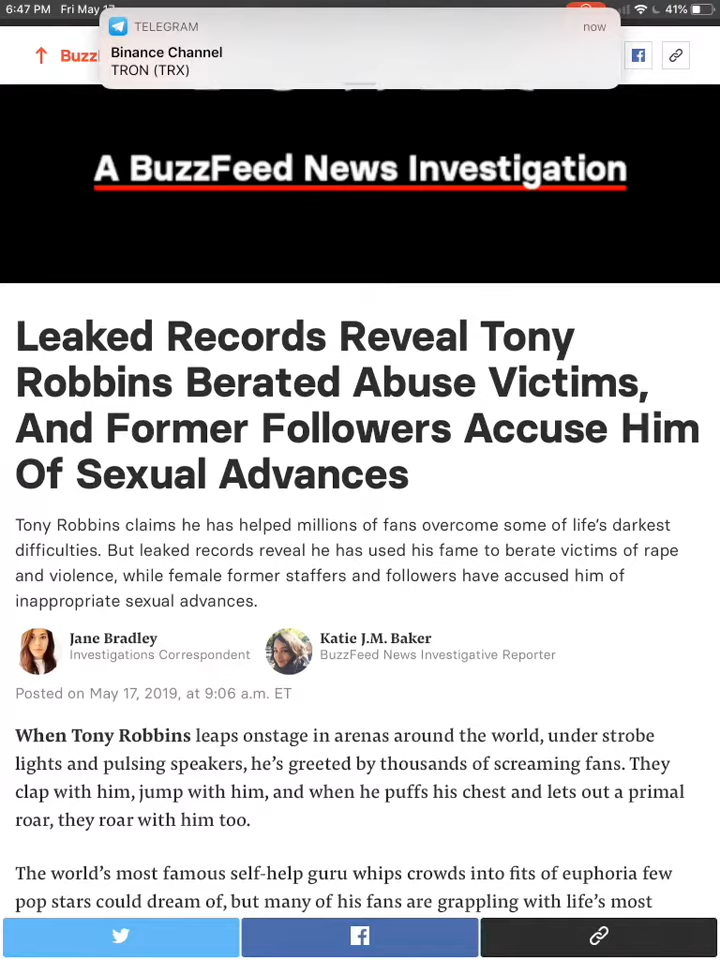 6:47 PM Fri May 41%
TELEGRAM now
Binance Channel
TRON (TRX)
A BuzzFeed News Investigation
Leaked Records Reveal Tony
Robbins Berated Abuse Victims,
And Former Followers Accuse Him
Of Sexual Advances
Tony Robbins claims he has helped millions of fans overcome some of life's darkest
difficulties. But leaked records reveal he has used his fame to berate victims of rape
and violence, while female former staffers and followers have accused him of
inappropriate sexual advances.
Jane Bradley
Investigations Correspondent
Katie J.M. Baker
BuzzFeed News Investigative Reporter
Posted on May 17, 2019, at 9:06 a.m. ET
When Tony Robbins leaps onstage in arenas around the world, under strobe
lights and pulsing speakers, he's greeted by thousands of screaming fans. They
clap with him, jump with him, and when he puffs his chest and lets out a primal
roar, they roar with him too.
The world's most famous self-help guru whips crowds into fits of euphoria few
pop stars could dream of, but many of his fans are grappling with life's most